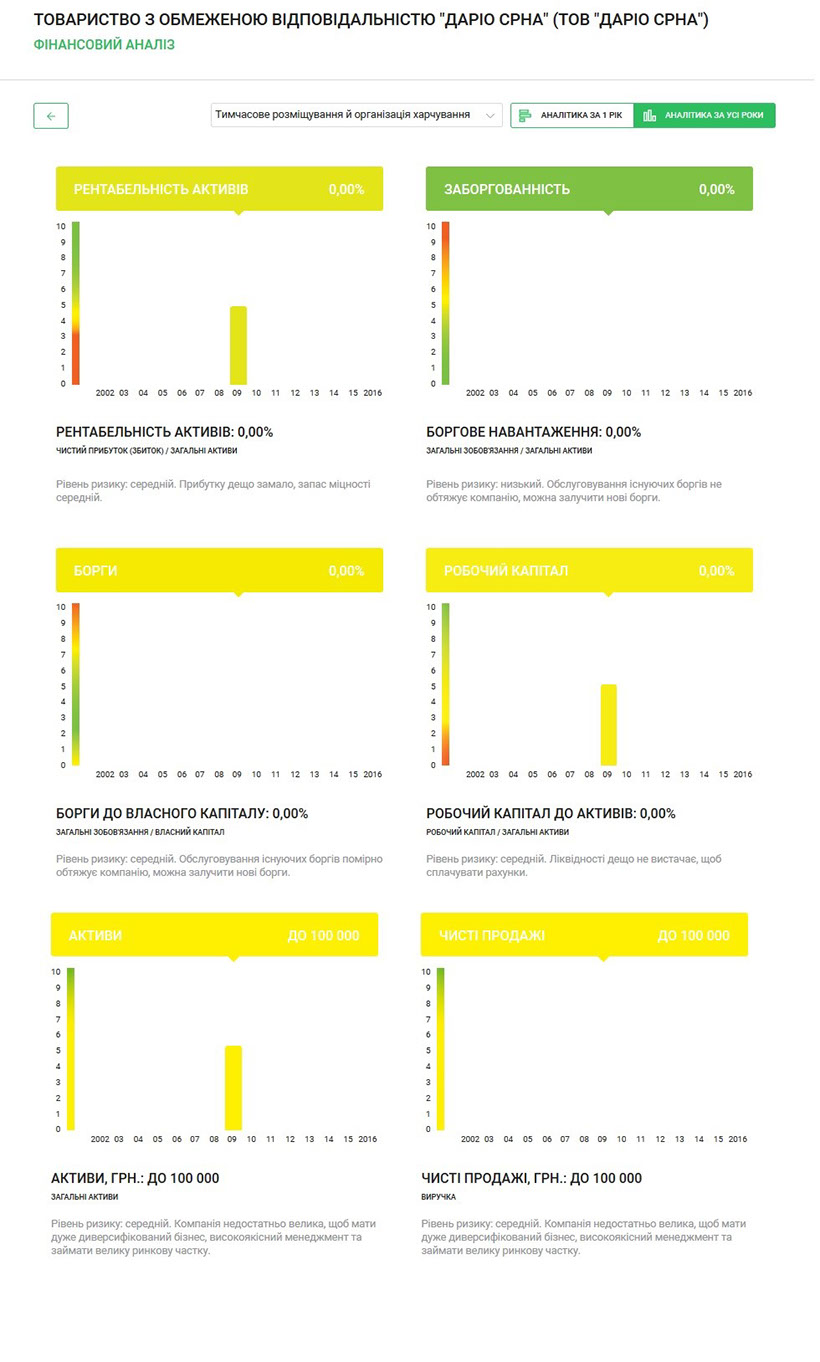 ТОВАРИСТВО З ОБМЕЖЕНОЮ ВІДПОВІДАЛЬНІСТЮ "ДАРІО СРНА" (ТОВ "ДАРІО СРНА")
ФІНАНСОВИЙ АНАЛІЗ
Тимчасове розміщування й організація харчування
АНАЛІТИКА ЗА 1 РІК
АНАЛІТИКА ЗА УСІ РОКИ
РЕНТАБЕЛЬНІСТЬ АКТИВІВ 0,00%
10
9
8
7
6
5
4
3
2
1
0
2002 03 04 05 06 07 08 09 10 11 12 13 14 15 2016
РЕНТАБЕЛЬНІСТЬ АКТИВІВ: 0,00%
ЧИСТИЙ ПРИБУТОК (ЗБИТОК) / ЗАГАЛЬНІ АКТИВИ
Рівень ризику: середній. Прибутку дещо замало, запас міцності
середній.
ЗАБОРГОВАННІСТЬ 0,00%
10
9
8
7
6
5
4
3
2
1
0
2002 03 04 05 06 07 08 09 10 11 12 13 14 15 2016
БОРГОВЕ НАВАНТАЖЕННЯ: 0,00%
ЗАГАЛЬНІ ЗОБОВ'ЯЗАННЯ / ЗАГАЛЬНІ АКТИВИ
Рівень ризику: низький. Обслуговування існуючих боргів не
обтяжує компанію, можна залучити нові борги.
БОРГИ 0,00%
10
9
8
7
6
5
4
3
2
1
0
2002 03 04 05 06 07 08 09 10 11 12 13 14 15 2016
БОРГИ ДО ВЛАСНОГО КАПІТАЛУ: 0,00%
ЗАГАЛЬНІ ЗОБОВ'ЯЗАННЯ / ВЛАСНИЙ КАПІТАЛ
Рівень ризику: середній. Обслуговування існуючих боргів помірно
обтяжує компанію, можна залучити нові борги.
РОБОЧИЙ КАПІТАЛ 0,00%
10
9
8
7
6
5
4
3
2
1
0
2002 03 04 05 06 07 08 09 10 11 12 13 14 15 2016
РОБОЧИЙ КАПІТАЛ ДО АКТИВІВ: 0,00%
РОБОЧИЙ КАПІТАЛ / ЗАГАЛЬНІ АКТИВИ
Рівень ризику: середній. Ліквідності дещо не вистачає, щоб
сплачувати рахунки.
АКТИВИ ДО 100 000
10
9
8
7
6
5
4
3
2
1
0
2002 03 04 05 06 07 08 09 10 11 12 13 14 15 2016
АКТИВИ, ГРН.: ДО 100 000
ЗАГАЛЬНІ АКТИВИ
Рівень ризику: середній. Компанія недостатньо велика, щоб мати
дуже диверсифікований бізнес, високоякісний менеджмент та
займати велику ринкову частку.
ЧИСТІ ПРОДАЖІ ДО 100 000
10
9
8
7
6
5
4
3
2
1
0
2002 03 04 05 06 07 08 09 10 11 12 13 14 15 2016
ЧИСТІ ПРОДАЖІ, ГРН.: ДО 100 000
ВИРУЧКА
Рівень ризику: середній. Компанія недостатньо велика, щоб мати
дуже диверсифікований бізнес, високоякісний менеджмент та
займати велику ринкову частку.